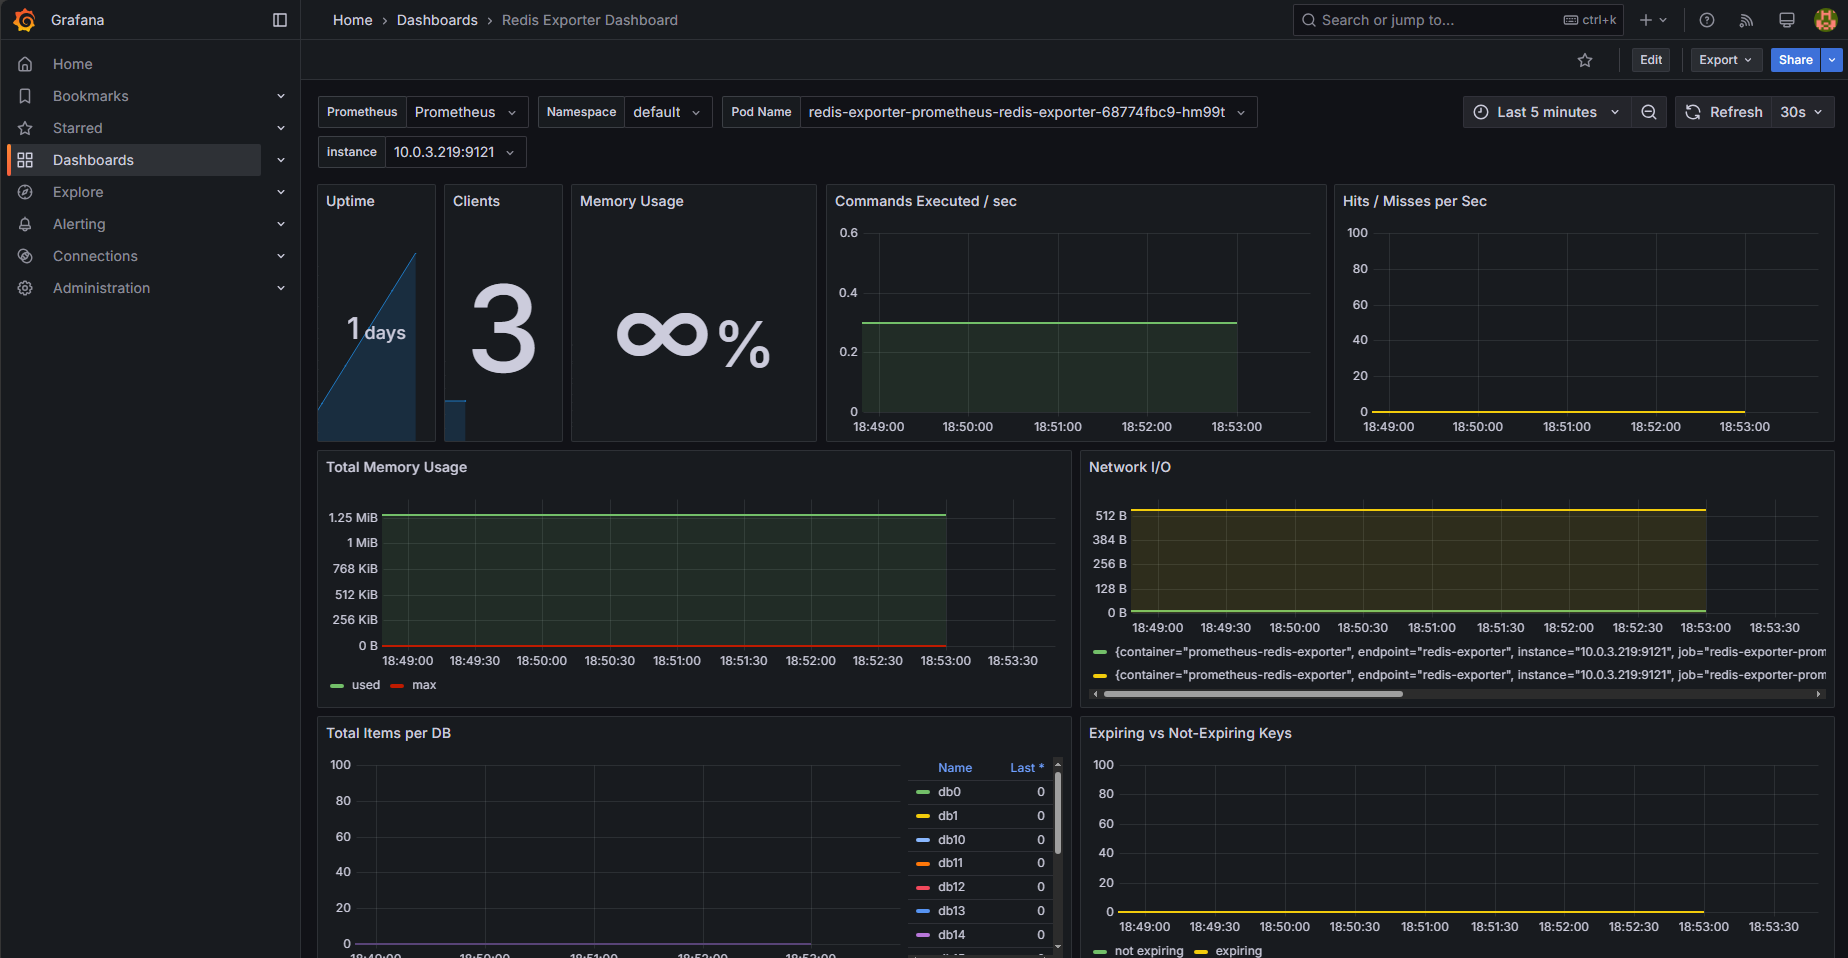 Grafana
Home › Dashboards › Redis Exporter Dashboard
Search or jump to...
ctrl+k
Edit
Export
Share
Home
Bookmarks
Starred
Dashboards
Explore
Alerting
Connections
Administration
Prometheus Prometheus
Namespace default
Pod Name redis-exporter-prometheus-redis-exporter-68774fbc9-hm99t
Last 5 minutes
Refresh 30s
instance 10.0.3.219:9121
Uptime
1 days
Clients
3
Memory Usage
∞%
Commands Executed / sec
0.6
0.4
0.2
0
18:49:00 18:50:00 18:51:00 18:52:00 18:53:00
Hits / Misses per Sec
100
80
60
40
20
0
18:49:00 18:50:00 18:51:00 18:52:00 18:53:00
Total Memory Usage
1.25 MiB
1 MiB
768 KiB
512 KiB
256 KiB
0 B
18:49:00 18:49:30 18:50:00 18:50:30 18:51:00 18:51:30 18:52:00 18:52:30 18:53:00 18:53:30
used max
Network I/O
512 B
384 B
256 B
128 B
0 B
18:49:00 18:49:30 18:50:00 18:50:30 18:51:00 18:51:30 18:52:00 18:52:30 18:53:00 18:53:30
{container="prometheus-redis-exporter", endpoint="redis-exporter", instance="10.0.3.219:9121", job="redis-exporter-prom
{container="prometheus-redis-exporter", endpoint="redis-exporter", instance="10.0.3.219:9121", job="redis-exporter-prom
Total Items per DB
100
80
60
40
20
0
18:49:00 18:50:00 18:51:00 18:52:00 18:53:00
Name Last *
db0 0
db1 0
db10 0
db11 0
db12 0
db13 0
db14 0
Expiring vs Not-Expiring Keys
100
80
60
40
20
0
18:49:00 18:49:30 18:50:00 18:50:30 18:51:00 18:51:30 18:52:00 18:52:30 18:53:00 18:53:30
not expiring expiring